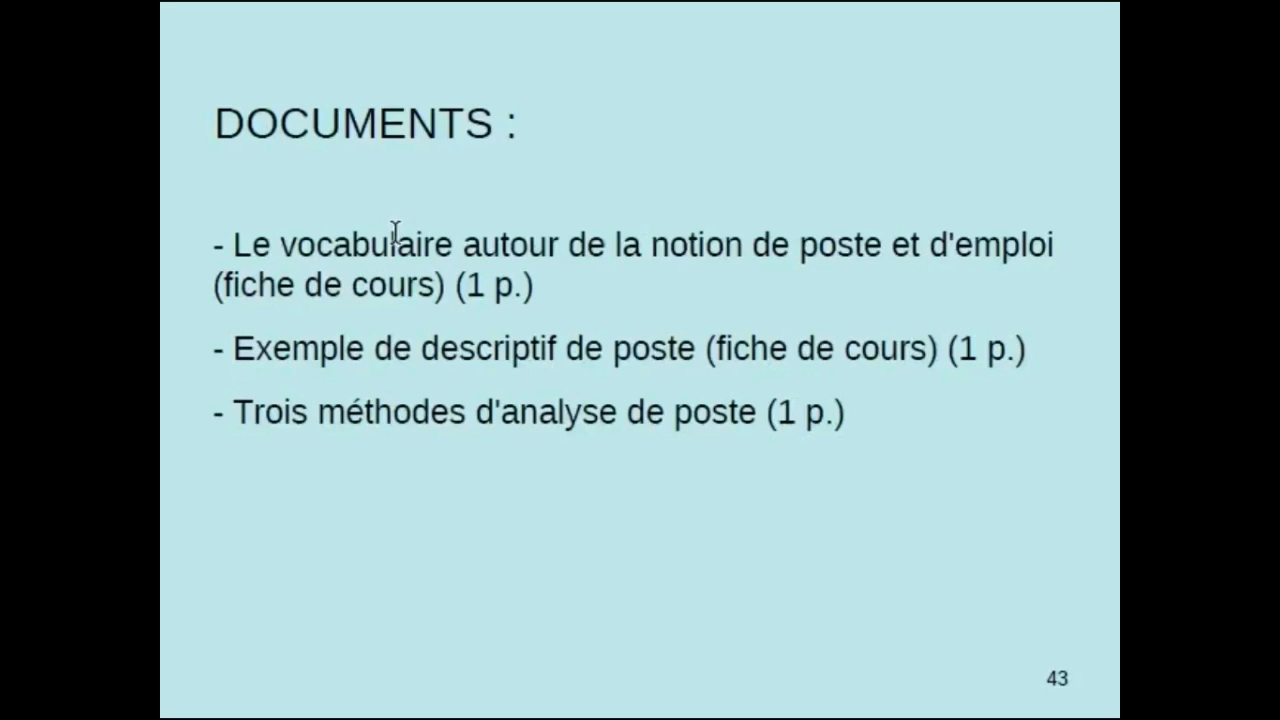 DOCUMENTS :
- Le vocabulaire autour de la notion de poste et d'emploi
(fiche de cours) (1 p.)
- Exemple de descriptif de poste (fiche de cours) (1 p.)
- Trois méthodes d'analyse de poste (1 p.)
43